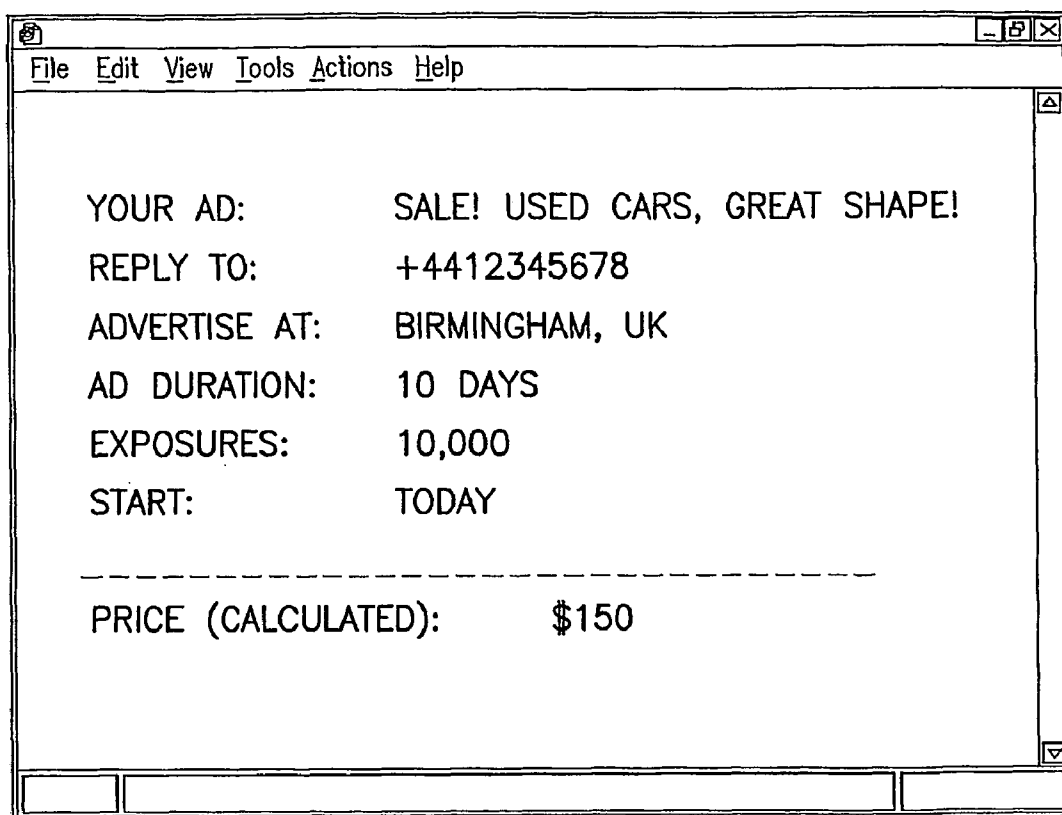 File Edit View Tools Actions Help
YOUR AD: SALE! USED CARS, GREAT SHAPE!
REPLY TO: +4412345678
ADVERTISE AT: BIRMINGHAM, UK
AD DURATION: 10 DAYS
EXPOSURES: 10,000
START: TODAY
PRICE (CALCULATED): $150